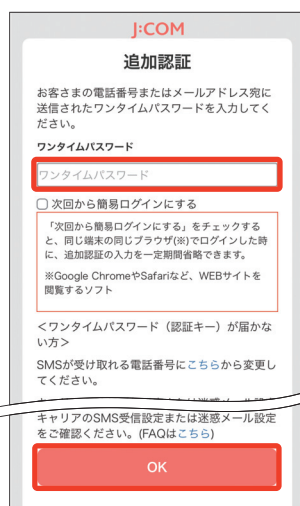 J:COM
追加認証
お客さまの電話番号またはメールアドレス宛に
送信されたワンタイムパスワードを入力してく
ださい。
ワンタイムパスワード
ワンタイムパスワード
次回から簡易ログインにする
「次回から簡易ログインにする」をチェックする
と、同じ端末の同じブラウザ(※)でログインした時
に、追加認証の入力を一定期間省略できます。
※Google ChromeやSafariなど、WEBサイトを
閲覧するソフト
<ワンタイムパスワード（認証キー）が届かな
い方>
SMSが受け取れる電話番号にこちらから変更し
てください。
キャリアのSMS受信設定または迷惑メール設定
をご確認ください。(FAQはこちら)
OK